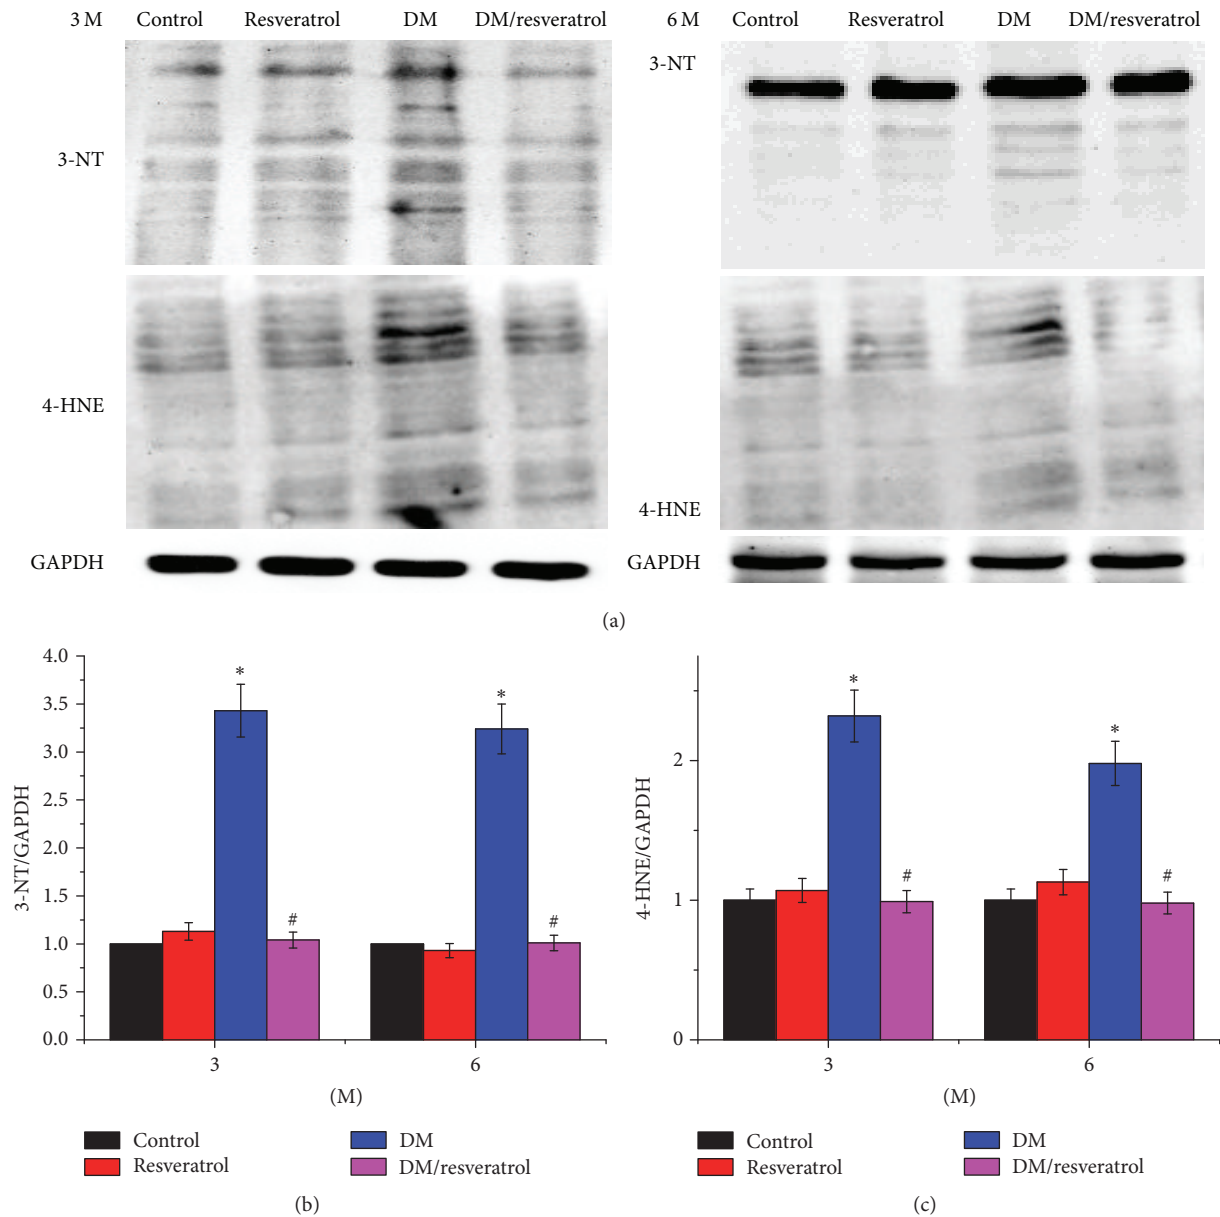 3 M Control Resveratrol DM DM/resveratrol
3-NT
4-HNE
GAPDH
6 M Control Resveratrol DM DM/resveratrol
3-NT
4-HNE
GAPDH
(a)
4.0
3.5
3.0
2.5
2.0
1.5
1.0
0.5
0.0
3-NT/GAPDH
*
#
*
#
3 6
(M)
Control
Resveratrol
DM
DM/resveratrol
(b)
2
1
0
4-HNE/GAPDH
*
#
*
#
3 6
(M)
Control
Resveratrol
DM
DM/resveratrol
(c)